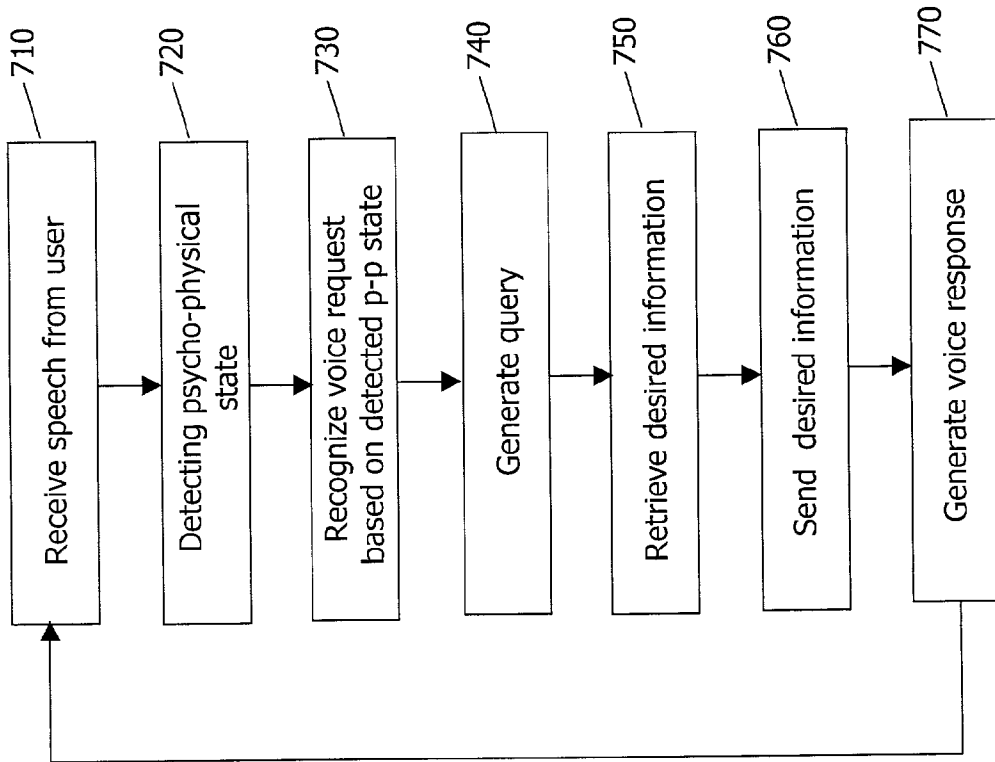 710
Receive speech from user
720
Detecting psycho-physical
state
730
Recognize voice request
based on detected p-p state
740
Generate query
750
Retrieve desired information
760
Send desired information
770
Generate voice response